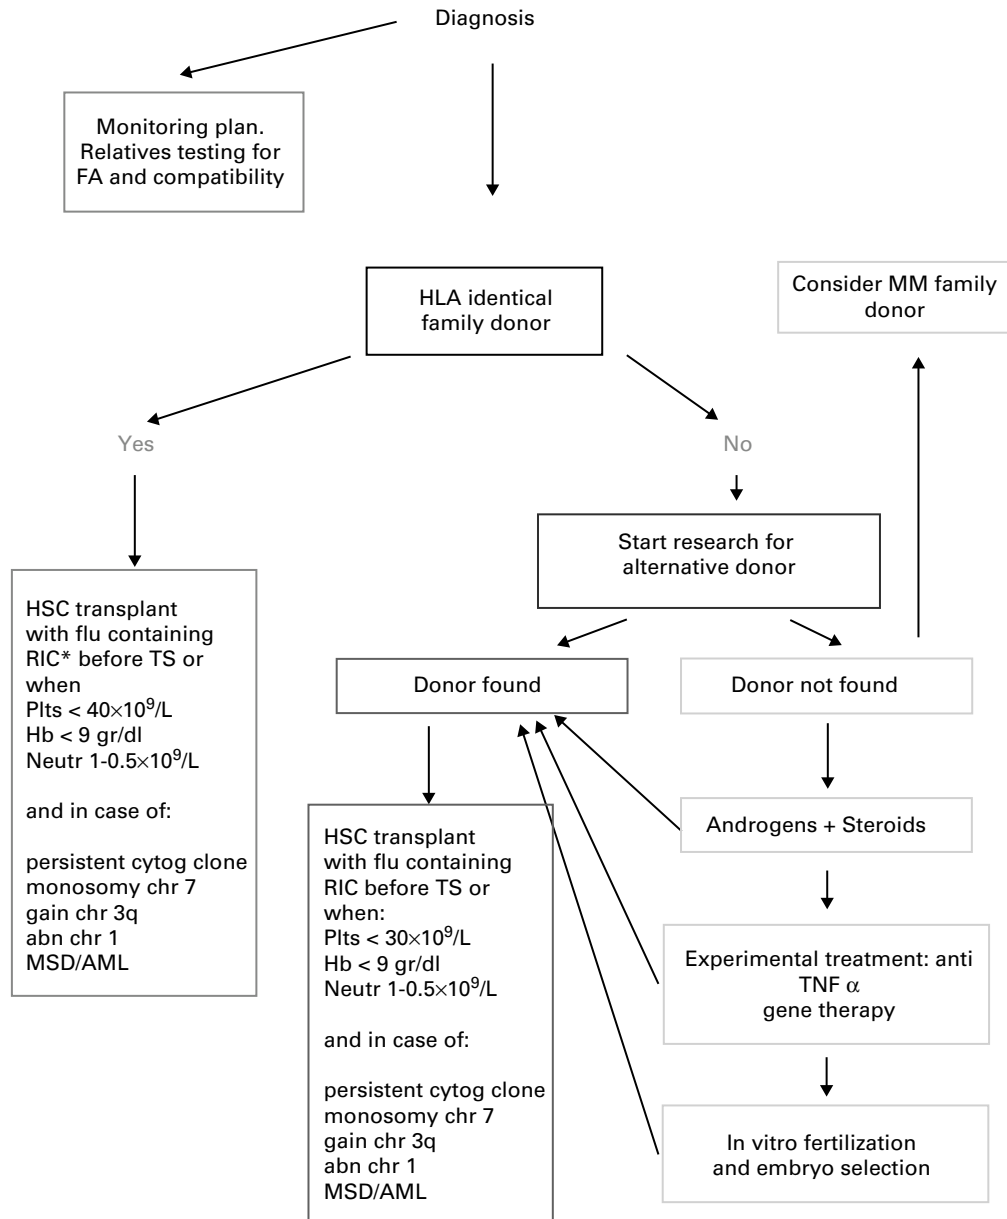 Diagnosis
Monitoring plan.
Relatives testing for
FA and compatibility
HLA identical
family donor
Consider MM family
donor
Yes
No
Start research for
alternative donor
HSC transplant
with flu containing
RIC* before TS or
when
Plts < 40×10⁹/L
Hb < 9 gr/dl
Neutr 1-0.5×10⁹/L
and in case of:
persistent cytog clone
monosomy chr 7
gain chr 3q
abn chr 1
MSD/AML
Donor found
Donor not found
HSC transplant
with flu containing
RIC before TS or
when:
Plts < 30×10⁹/L
Hb < 9 gr/dl
Neutr 1-0.5×10⁹/L
and in case of:
persistent cytog clone
monosomy chr 7
gain chr 3q
abn chr 1
MSD/AML
Androgens + Steroids
Experimental treatment: anti
TNF α
gene therapy
In vitro fertilization
and embryo selection